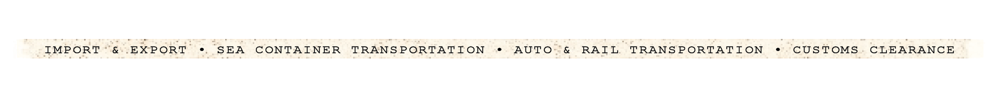 IMPORT & EXPORT • SEA CONTAINER TRANSPORTATION • AUTO & RAIL TRANSPORTATION • CUSTOMS CLEARANCE